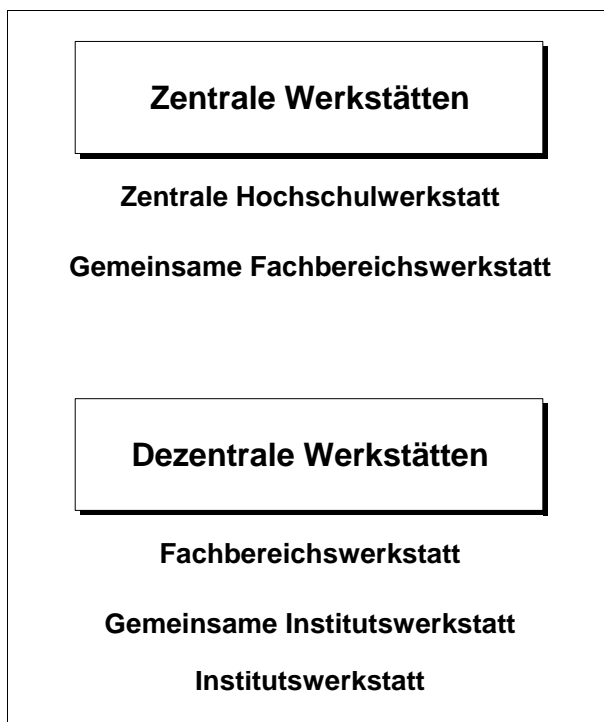 Zentrale Werkstätten
Zentrale Hochschulwerkstatt
Gemeinsame Fachbereichswerkstatt
Dezentrale Werkstätten
Fachbereichswerkstatt
Gemeinsame Institutswerkstatt
Institutswerkstatt